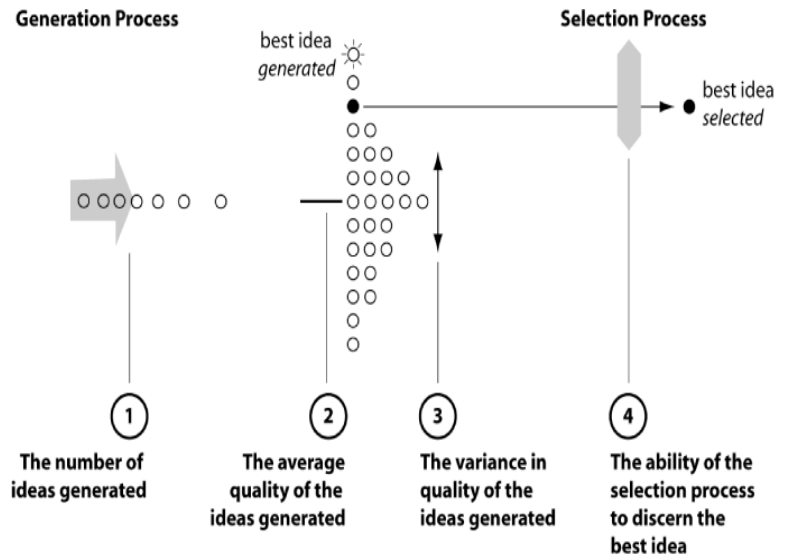 Generation Process
Selection Process
best idea
generated
best idea
selected
1
The number of
ideas generated
2
The average
quality of the
ideas generated
3
The variance in
quality of the
ideas generated
4
The ability of the
selection process
to discern the
best idea